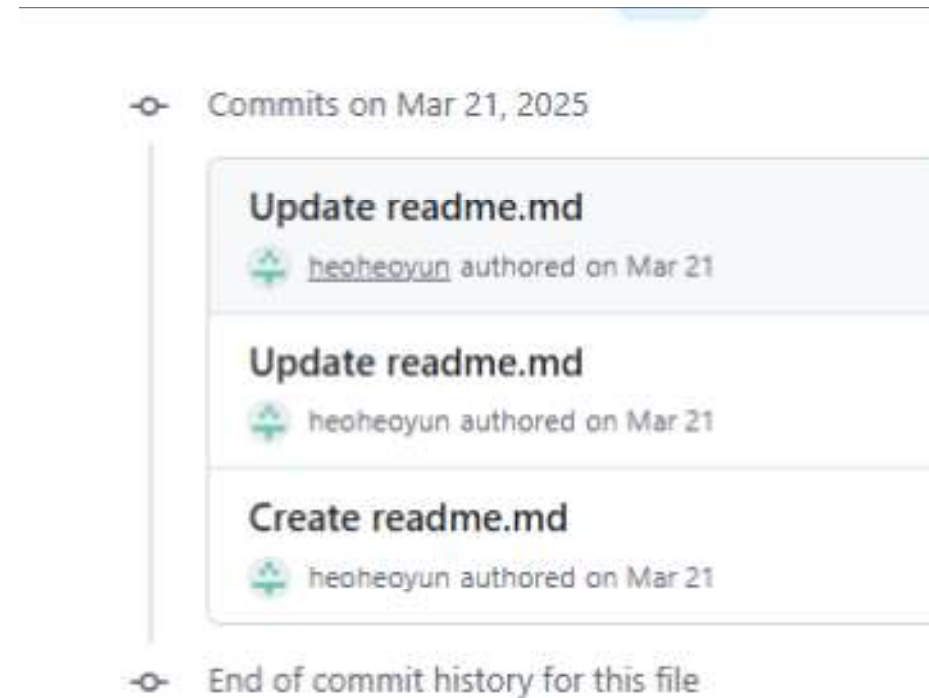 Commits on Mar 21, 2025
Update readme.md
heoheoyun authored on Mar 21
Update readme.md
heoheoyun authored on Mar 21
Create readme.md
heoheoyun authored on Mar 21
End of commit history for this file